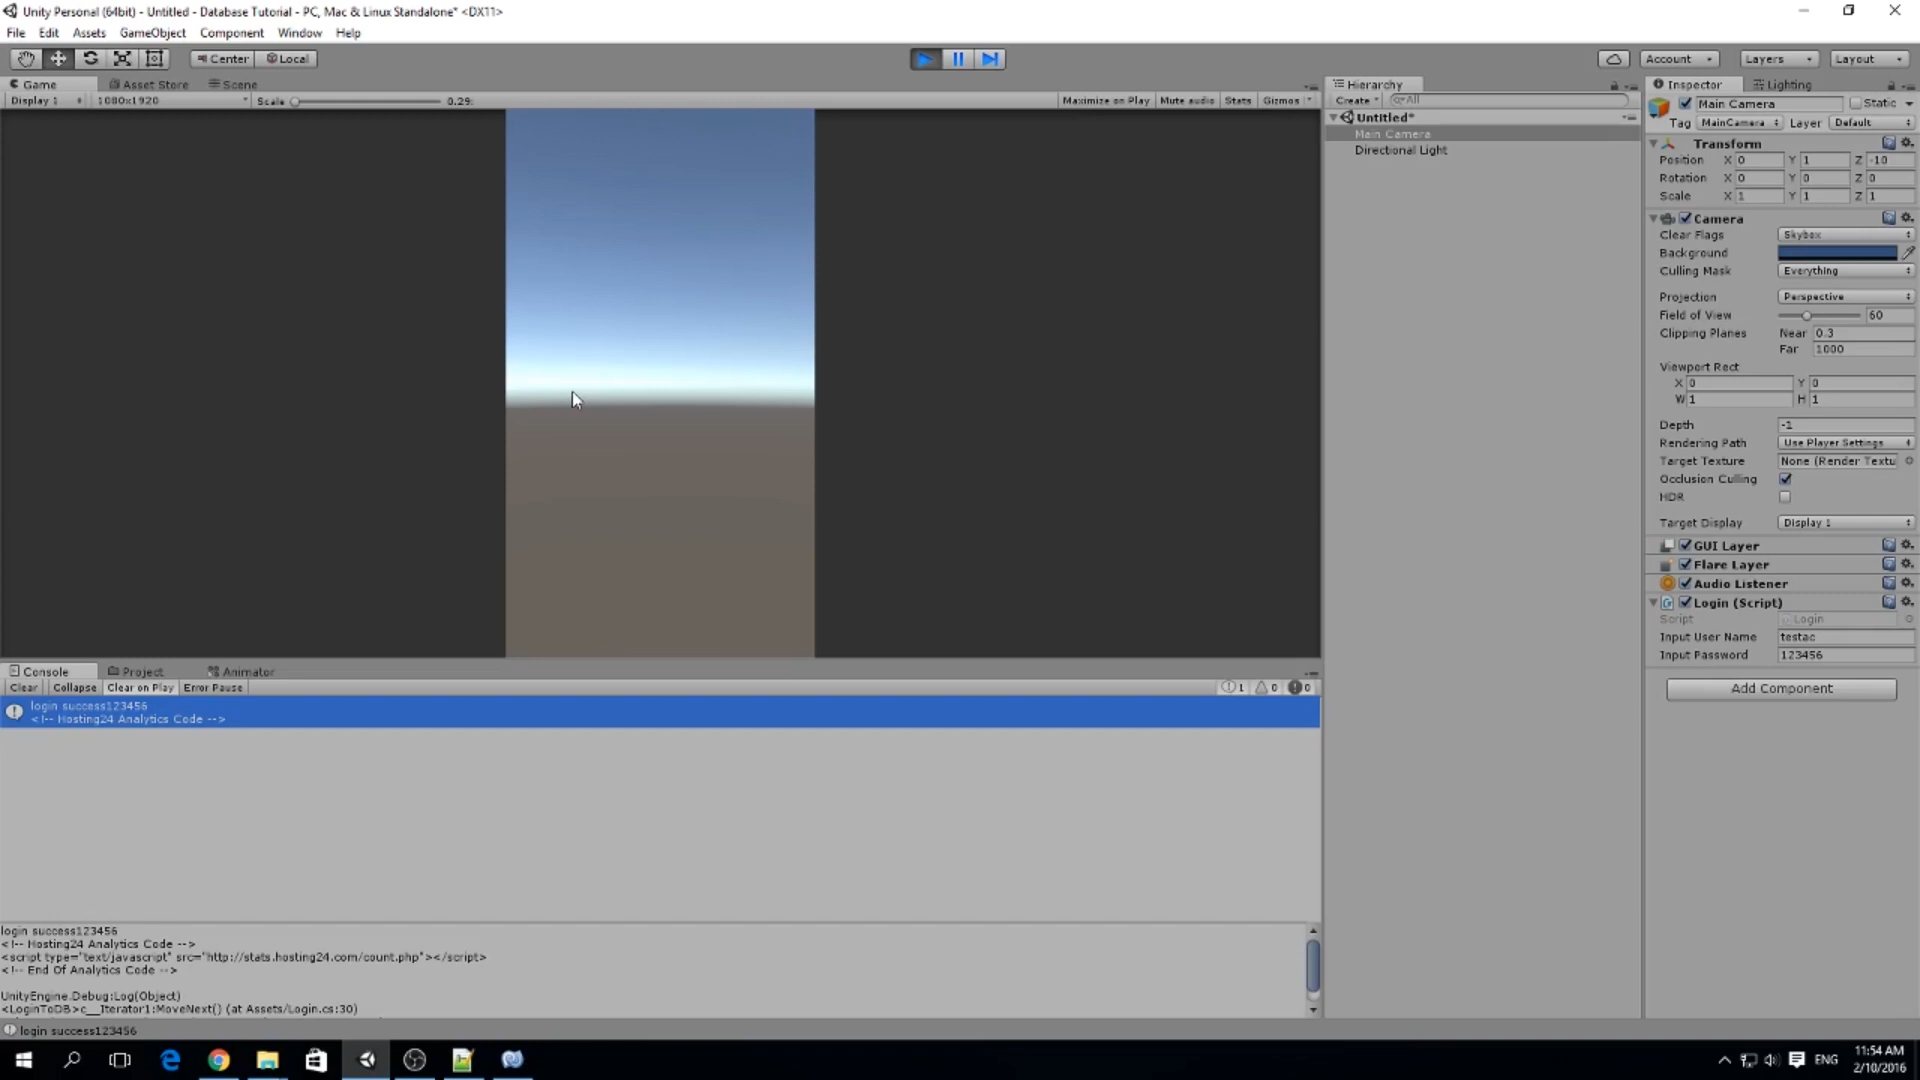 Unity Personal (64bit) - Untitled - Database Tutorial - PC, Mac & Linux Standalone* <DX11>
File Edit Assets GameObject Component Window Help
Center Local Account Layers Layout
Game Asset Store Scene
Display 1 1080x1920 Scale 0.29: Maximize on Play Mute audio Stats Gizmos
Hierarchy
Create All
Untitled*
Main Camera
Directional Light
Inspector Lighting
Main Camera Static
Tag MainCamera Layer Default
Transform
Position X 0 Y 1 Z -10
Rotation X 0 Y 0 Z 0
Scale X 1 Y 1 Z 1
Camera
Clear Flags Skybox
Background
Culling Mask Everything
Projection Perspective
Field of View 60
Clipping Planes Near 0.3
Far 1000
Viewport Rect
X 0 Y 0
W 1 H 1
Depth -1
Rendering Path Use Player Settings
Target Texture None (Render Textu
Occlusion Culling
HDR
Target Display Display 1
GUI Layer
Flare Layer
Audio Listener
Login (Script)
Script Login
Input User Name testac
Input Password 123456
Add Component
Console Project Animator
Clear Collapse Clear on Play Error Pause 1 0 0
login success123456
<!-- Hosting24 Analytics Code -->
login success123456
<!-- Hosting24 Analytics Code -->
<script type="text/javascript" src="http://stats.hosting24.com/count.php"></script>
<!-- End Of Analytics Code -->
UnityEngine.Debug:Log(Object)
<LoginToDB>c__Iterator1:MoveNext() (at Assets/Login.cs:30)
login success123456
ENG
11:54 AM
2/10/2016